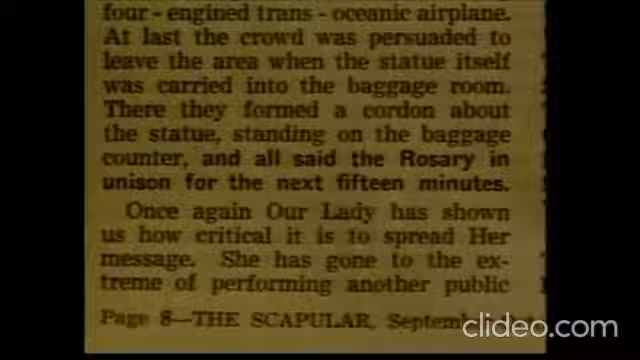 four - engined trans - oceanic airplane.
At last the crowd was persuaded to
leave the area when the statue itself
was carried into the baggage room.
There they formed a cordon about
the statue, standing on the baggage
counter, and all said the Rosary in
unison for the next fifteen minutes.
Once again Our Lady has shown
us how critical it is to spread Her
message. She has gone to the ex-
treme of performing another public
Page 8—THE SCAPULAR,
clideo.com